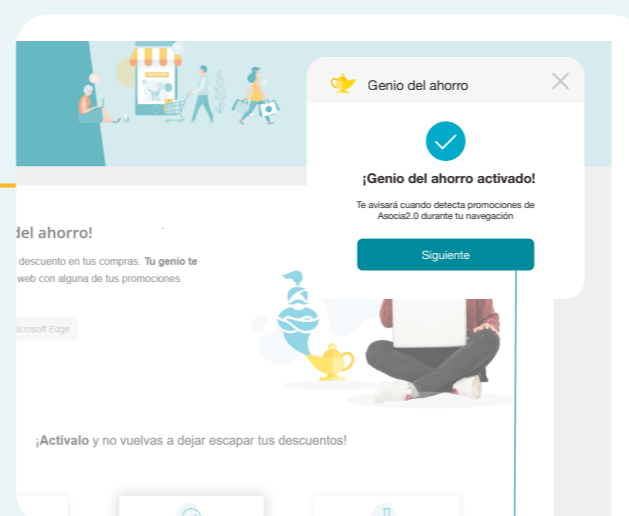 Genio del ahorro
¡Genio del ahorro activado!
Te avisará cuando detecta promociones de
Asocia2.0 durante tu navegación
Siguiente
del ahorro!
descuento en tus compras. Tu genio te
web con alguna de tus promociones
Microsoft Edge
¡Activalo y no vuelvas a dejar escapar tus descuentos!